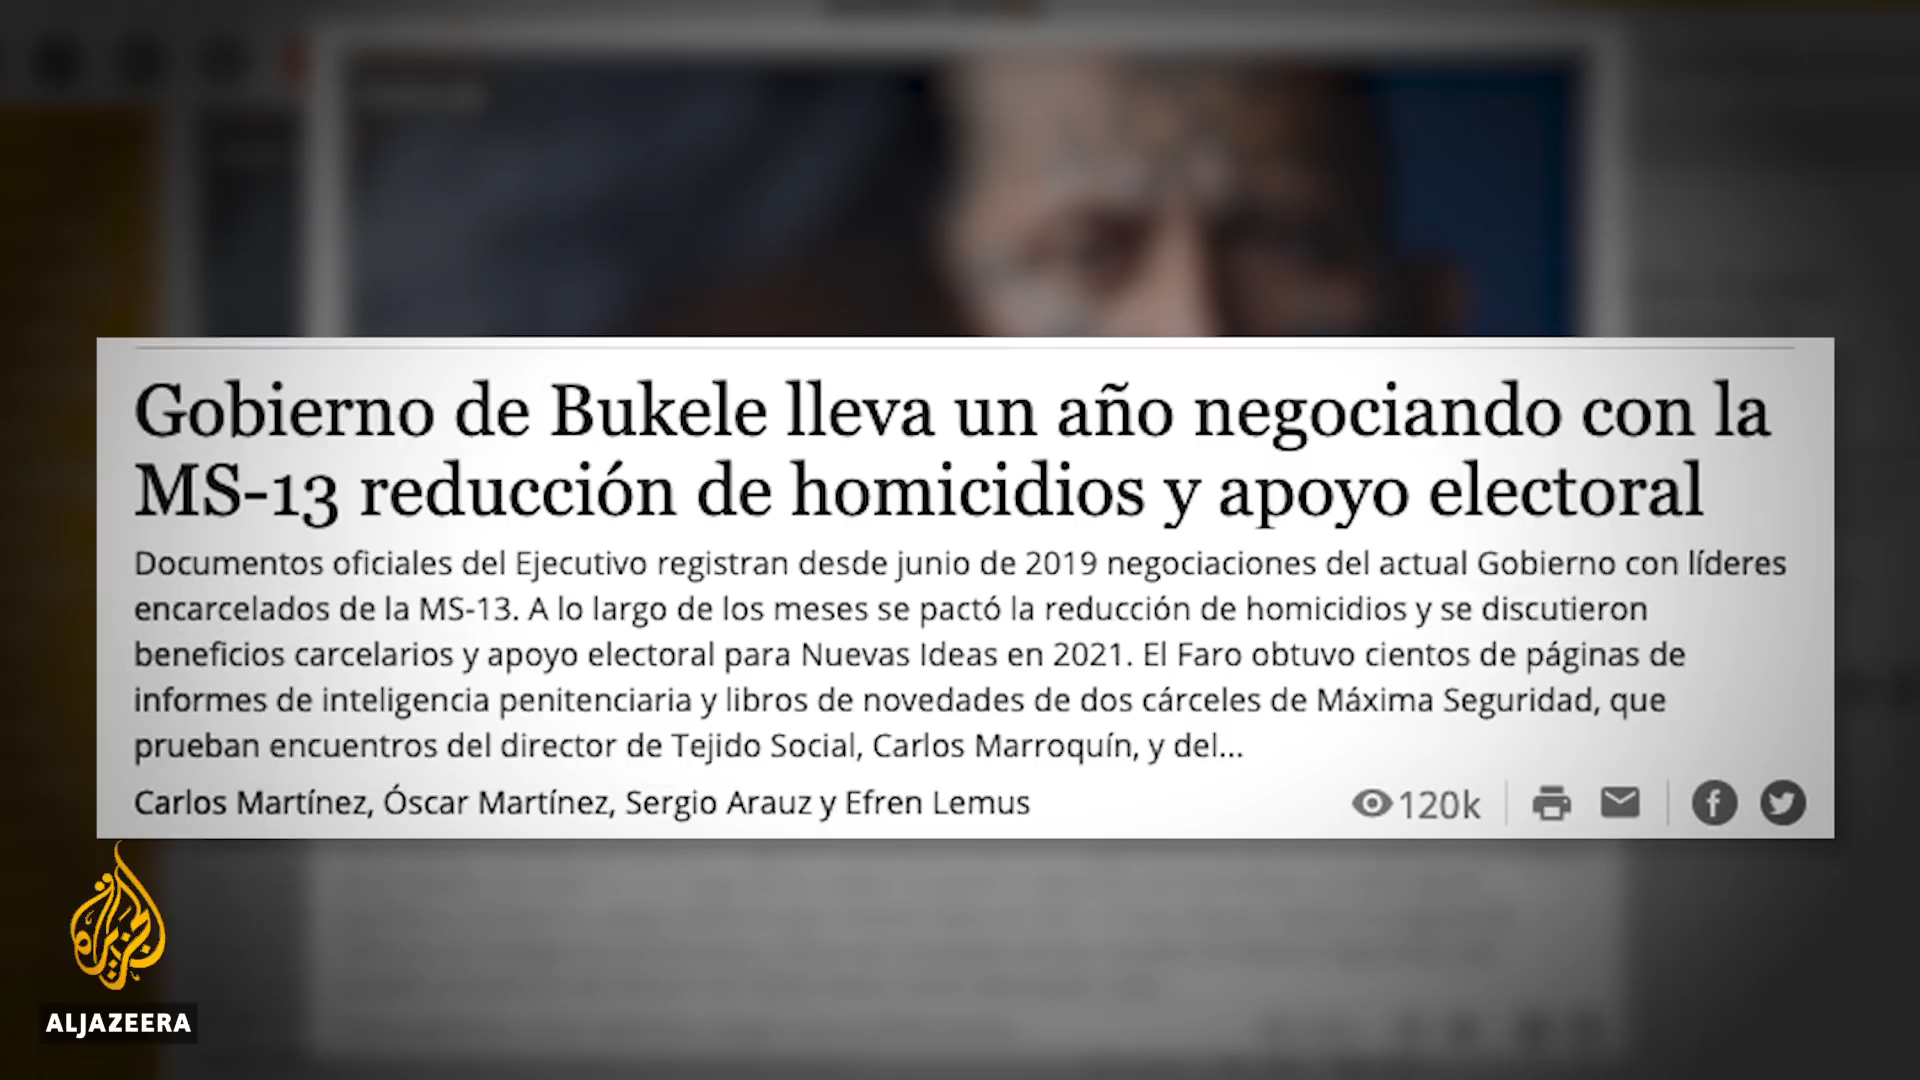 Gobierno de Bukele lleva un año negociando con la
MS-13 reducción de homicidios y apoyo electoral
Documentos oficiales del Ejecutivo registran desde junio de 2019 negociaciones del actual Gobierno con líderes
encarcelados de la MS-13. A lo largo de los meses se pactó la reducción de homicidios y se discutieron
beneficios carcelarios y apoyo electoral para Nuevas Ideas en 2021. El Faro obtuvo cientos de páginas de
informes de inteligencia penitenciaria y libros de novedades de dos cárceles de Máxima Seguridad, que
prueban encuentros del director de Tejido Social, Carlos Marroquín, y del...
Carlos Martínez, Óscar Martínez, Sergio Arauz y Efren Lemus
120k
الجزيرة
ALJAZEERA